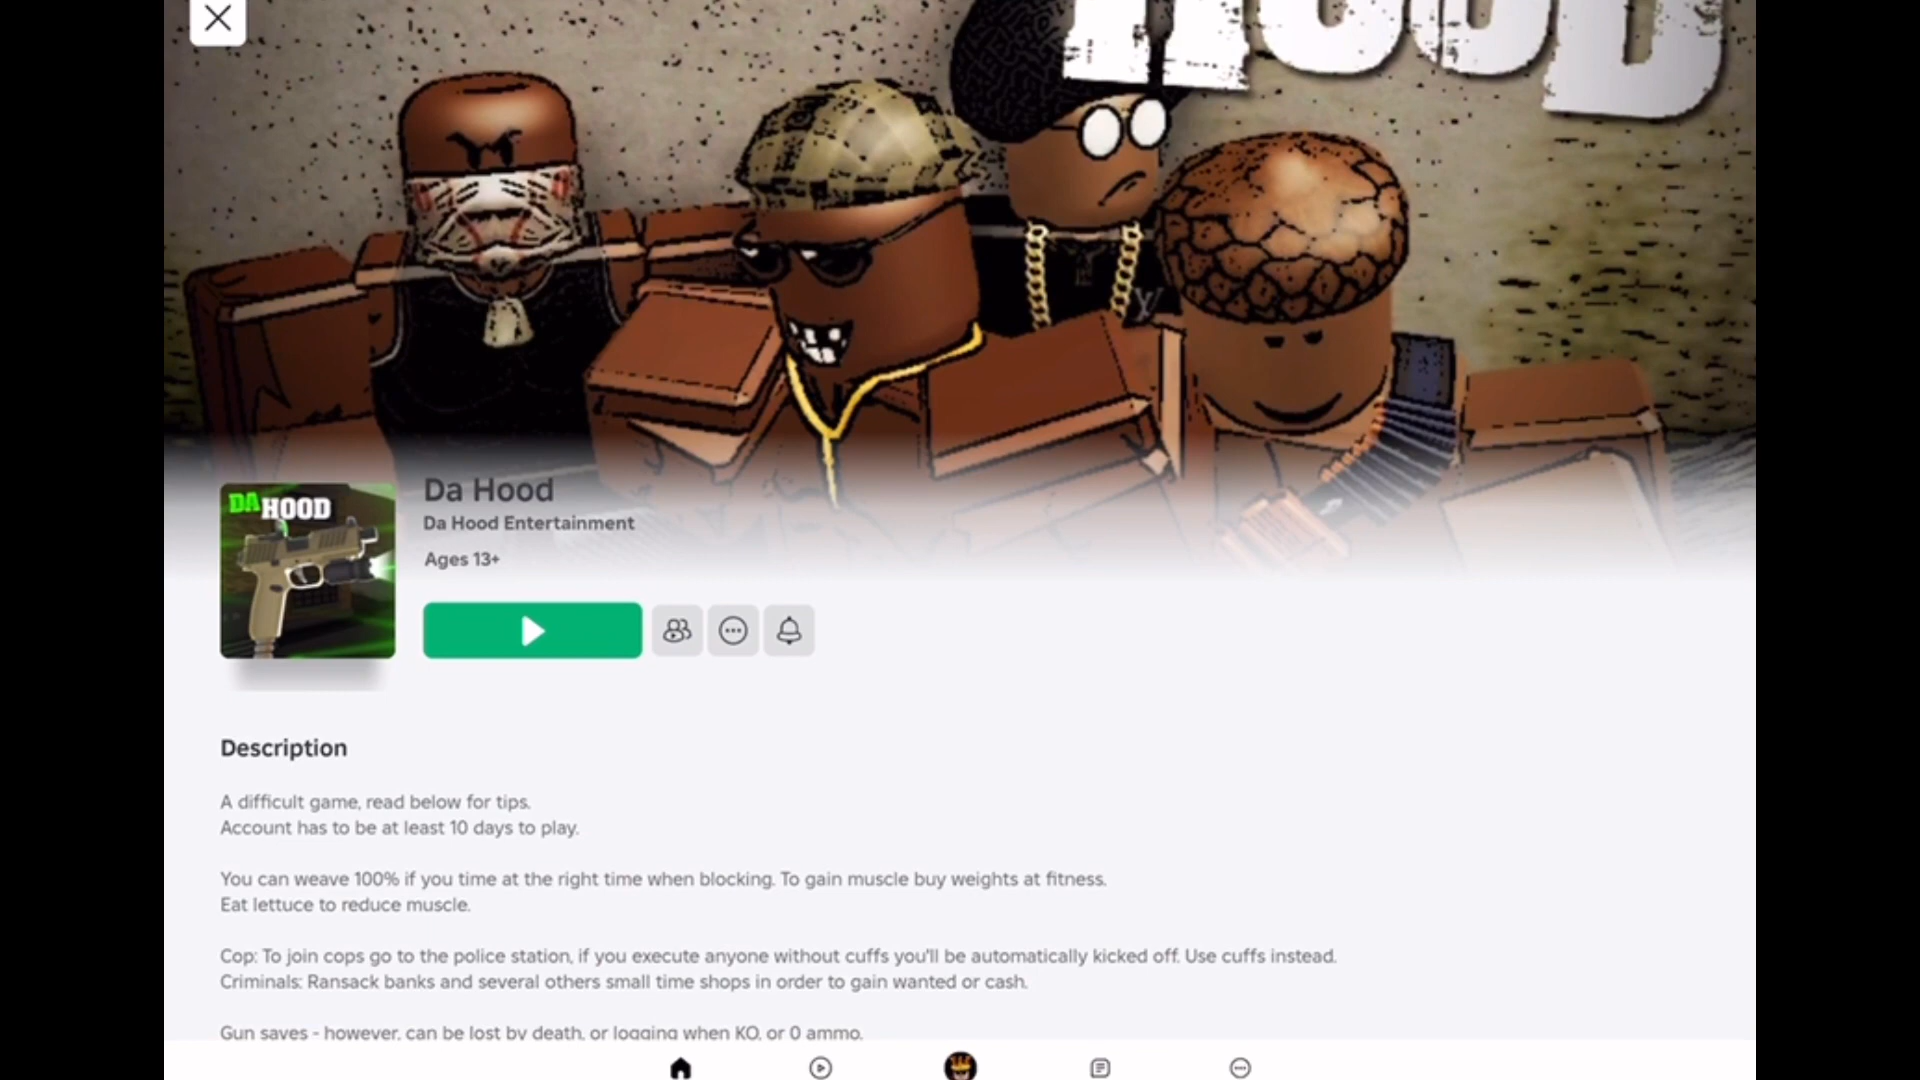 HOOD
DA HOOD
Da Hood
Da Hood Entertainment
Ages 13+
Description
A difficult game, read below for tips.
Account has to be at least 10 days to play.
You can weave 100% if you time at the right time when blocking. To gain muscle buy weights at fitness.
Eat lettuce to reduce muscle.
Cop: To join cops go to the police station, if you execute anyone without cuffs you'll be automatically kicked off. Use cuffs instead.
Criminals: Ransack banks and several others small time shops in order to gain wanted or cash.
Gun saves - however, can be lost by death, or logging when KO, or 0 ammo.